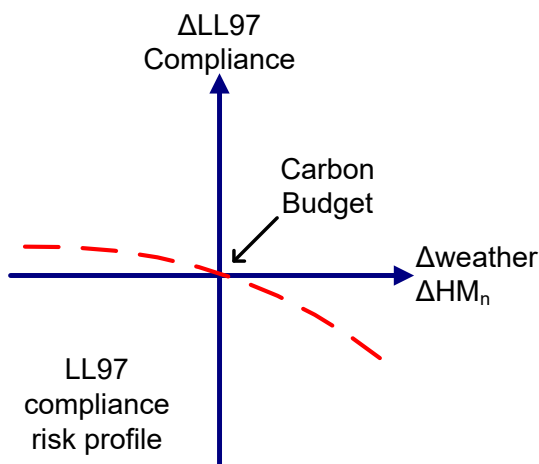 ΔLL97
Compliance
Carbon
Budget
Δweather
ΔHMₙ
LL97
compliance
risk profile